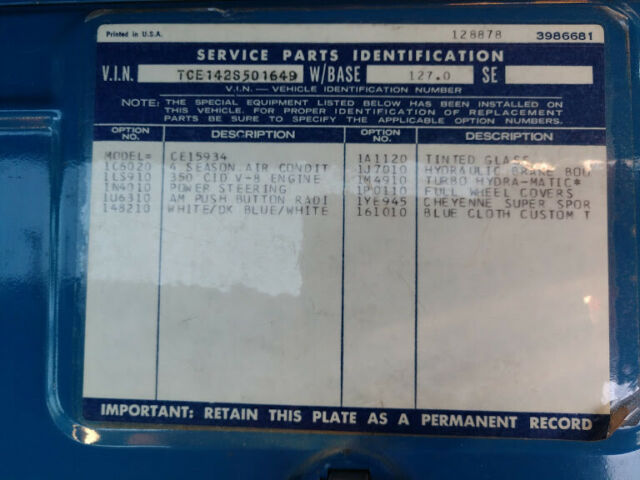 Printed in U.S.A. 128878 3986681
SERVICE PARTS IDENTIFICATION
V.I.N. TCE142S501649 W/BASE 127.0 SE
V.I.N. — VEHICLE IDENTIFICATION NUMBER
NOTE: THE SPECIAL EQUIPMENT LISTED BELOW HAS BEEN INSTALLED ON
THIS VEHICLE. FOR PROPER IDENTIFICATION OF REPLACEMENT
PARTS BE SURE TO SPECIFY THE APPLICABLE OPTION NUMBERS.
OPTION NO. DESCRIPTION OPTION NO. DESCRIPTION
MODEL= CE15934 1A1120 TINTED GLASS
1C6020 4 SEASON AIR CONDIT 1J7010 HYDRAULIC BRAKE BOU
1LS910 350 CID V-8 ENGINE 1M4910 TURBO HYDRA-MATIC*
1N4010 POWER STEERING 1P0110 FULL WHEEL COVERS
1U6310 AM PUSH BUTTON RADI 1YE945 CHEYENNE SUPER SPOR
148210 WHITE/DK BLUE/WHITE 161010 BLUE CLOTH CUSTOM T
IMPORTANT: RETAIN THIS PLATE AS A PERMANENT RECORD